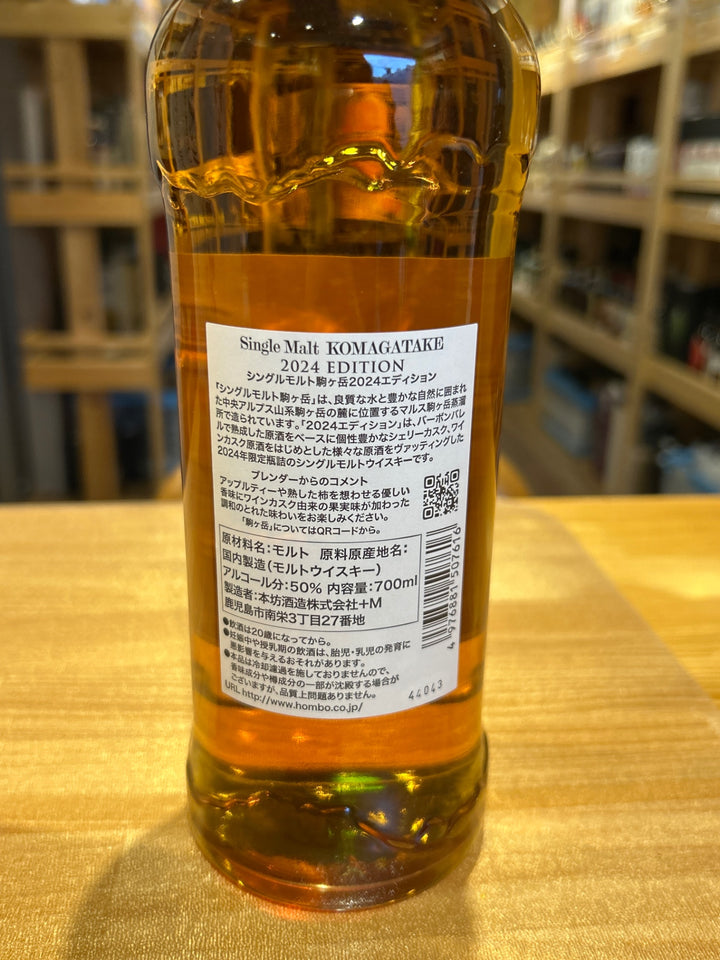 Single Malt KOMAGATAKE
2024 EDITION
シングルモルト駒ヶ岳2024エディション
「シングルモルト駒ヶ岳」は、良質な水と豊かな自然に囲まれ
た中央アルプス山系駒ヶ岳の麓に位置するマルス駒ヶ岳蒸溜
所で造られています。「2024エディション」は、バーボンバレ
ルで熟成した原酒をベースに個性豊かなシェリーカスク、ワイ
ンカスク原酒をはじめとした様々な原酒をヴァッティングした
2024年限定瓶詰のシングルモルトウイスキーです。
ブレンダーからのコメント
アップルティーや熟した柿を想わせる優しい
香味にワインカスク由来の果実味が加わった
調和のとれた味わいをお楽しみください。
「駒ヶ岳」についてはQRコードから。
原材料名：モルト 原料原産地名：
国内製造（モルトウイスキー）
アルコール分：50% 内容量：700ml
製造者：本坊酒造株式会社+M
鹿児島市南栄3丁目27番地
●飲酒は20歳になってから。
●妊娠中や授乳期の飲酒は、胎児・乳児の発育に
悪影響を与えるおそれがあります。
●本品は冷却濾過を施しておりませんので、
香味成分や樽成分の一部が沈殿する場合が
ございますが、品質上問題ありません。
URL http://www.hombo.co.jp/
44043
4 976881 507616